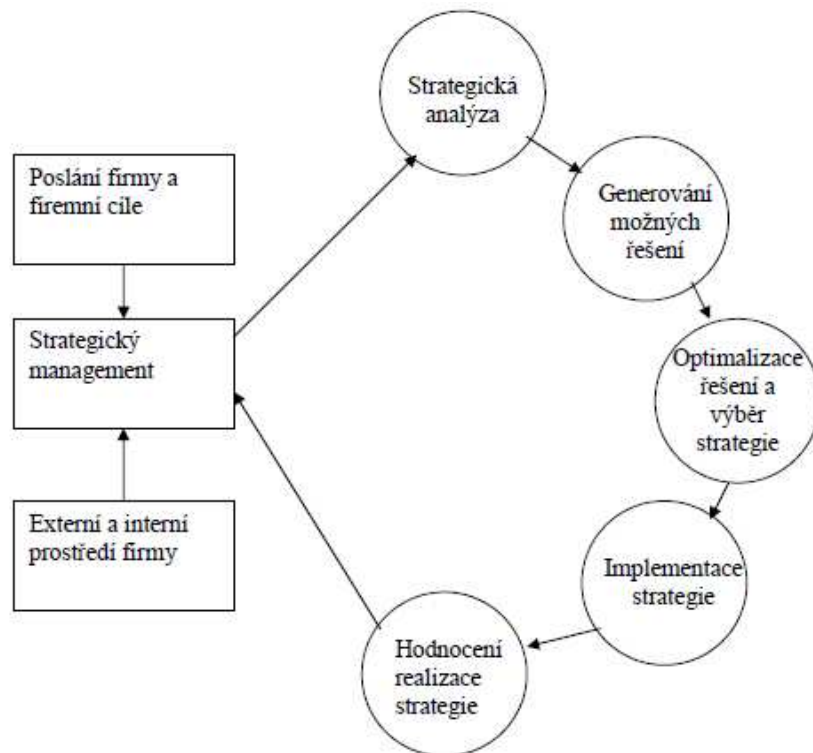 Strategická
analýza
Poslání firmy a
firemní cíle
Generování
možných
řešení
Strategický
management
Optimalizace
řešení a
výběr
strategie
Externí a interní
prostředí firmy
Implementace
strategie
Hodnocení
realizace
strategie